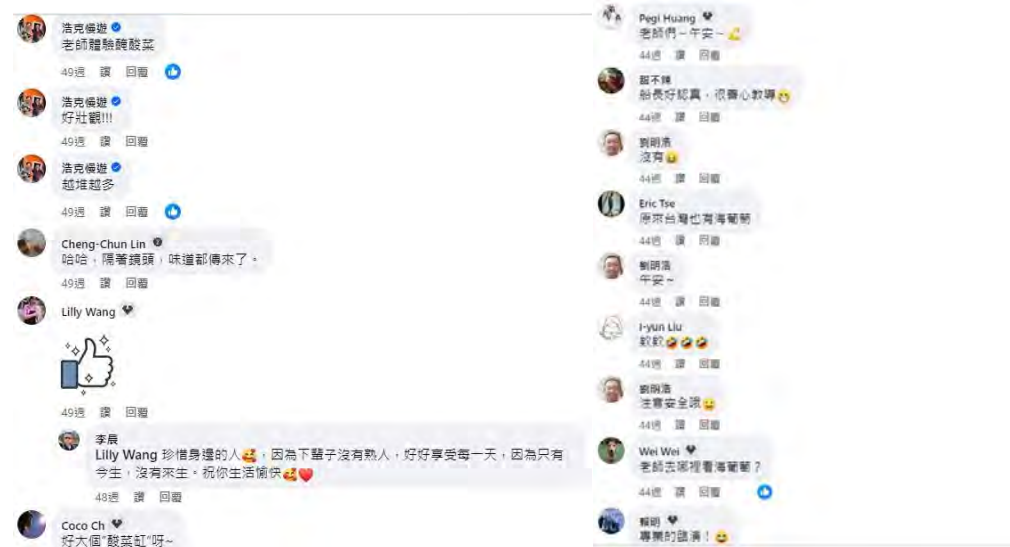 浩克慢遊
老師體驗醃酸菜
49週 讚 回覆
浩克慢遊
好壯觀!!!
49週 讚 回覆
浩克慢遊
越堆越多
49週 讚 回覆
Cheng-Chun Lin
哈哈,隔著鏡頭,味道都傳來了。
49週 讚 回覆
Lilly Wang
49週 讚 回覆
李辰
Lilly Wang 珍惜身邊的人🥰,因為下輩子沒有熟人,好好享受每一天,因為只有
今生,沒有來生。祝你生活愉快🥰❤️
48週 讚 回覆
Coco Ch
好大個"酸菜缸"呀~
Pegi Huang
老師們~午安~💪
44週 讚 回覆
船長好認真,很費心教導😁
44週 讚 回覆
劉明浩
沒有😆
44週 讚 回覆
Eric Tse
原來台灣也有海葡萄
44週 讚 回覆
劉明浩
午安~
44週 讚 回覆
I-yun Liu
軟軟🤣🤣🤣
44週 讚 回覆
劉明浩
注意安全哦😄
44週 讚 回覆
Wei Wei
老師去哪裡看海葡萄?
44週 讚 回覆
賴明
專業的臨演!😄